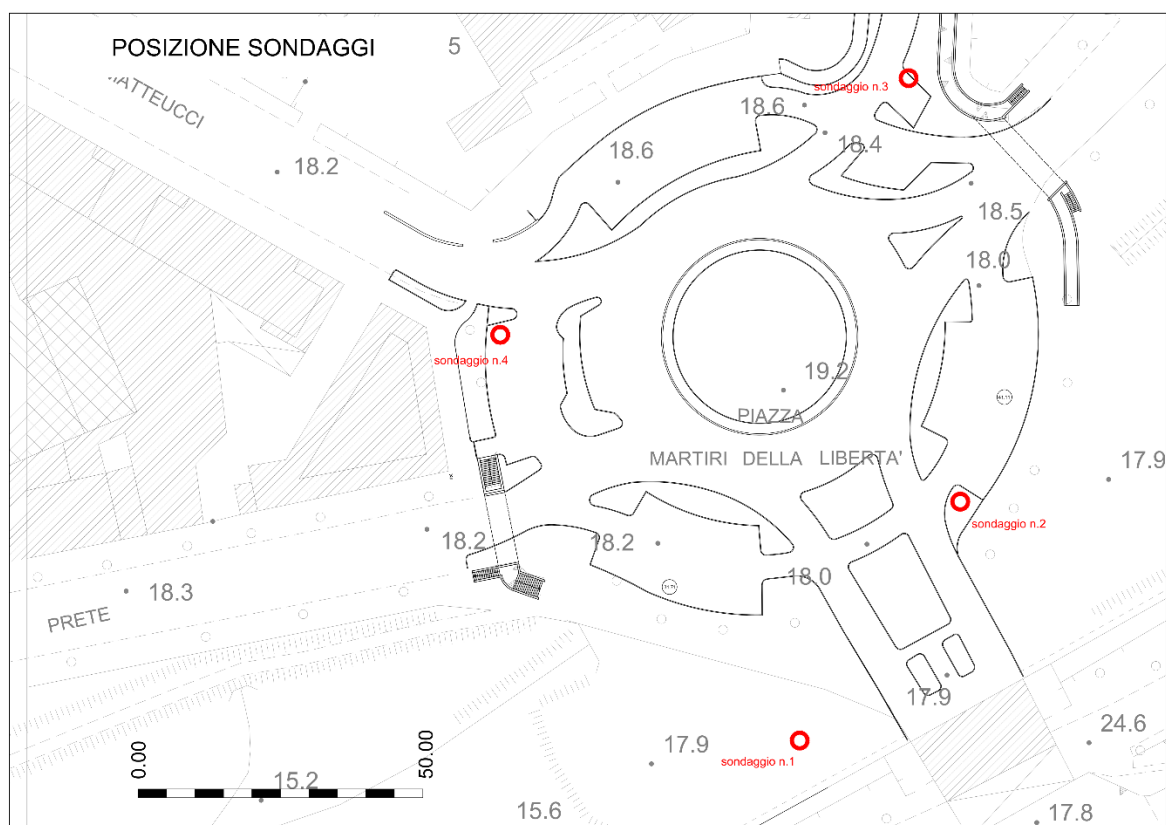 POSIZIONE SONDAGGI
5
MATTEUCCI
sondaggio n.3
18.6
18.4
18.6
18.2
18.5
18.0
sondaggio n.4
19.2
PIAZZA
MARTIRI DELLA LIBERTA'
17.9
sondaggio n.2
18.2
18.2
18.0
18.3
PRETE
17.9
24.6
17.9
sondaggio n.1
0.00
50.00
15.2
15.6
17.8